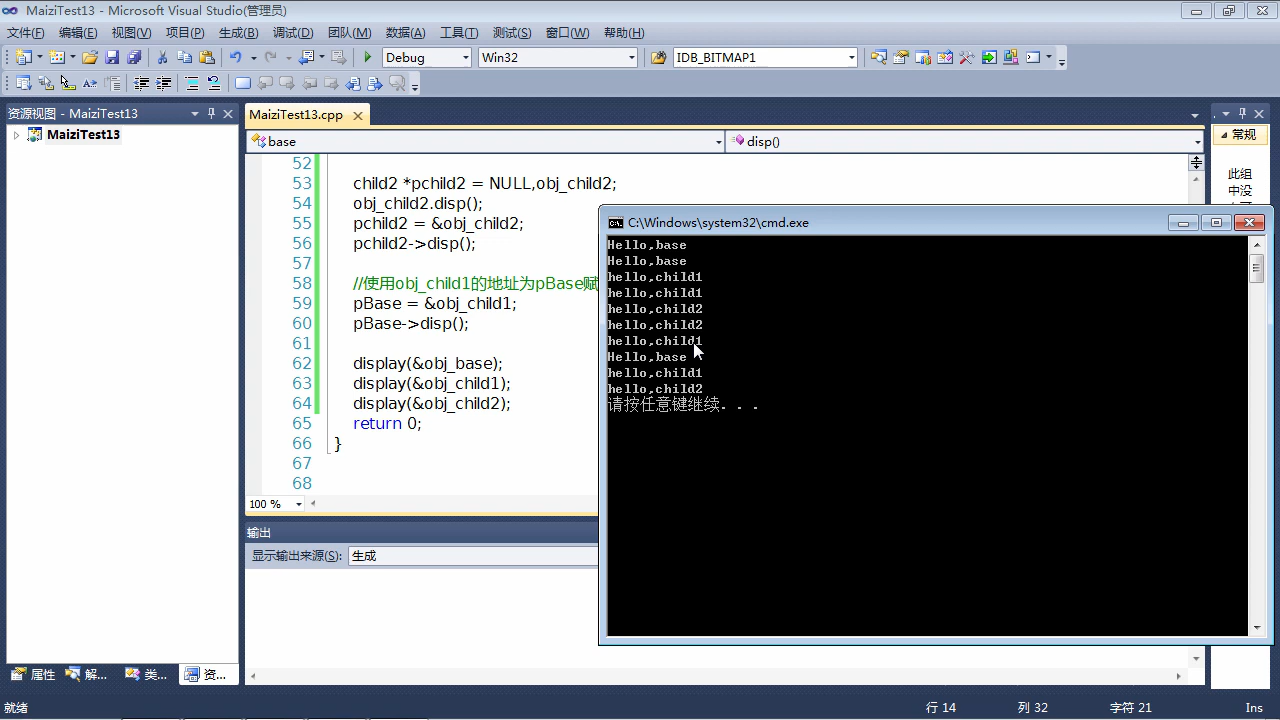 MaiziTest13 - Microsoft Visual Studio(管理员)
文件(F) 编辑(E) 视图(V) 项目(P) 生成(B) 调试(D) 团队(M) 数据(A) 工具(T) 测试(S) 窗口(W) 帮助(H)
Debug Win32 IDB_BITMAP1
资源视图 - MaiziTest13
MaiziTest13
MaiziTest13.cpp
base disp()
52
53 child2 *pchild2 = NULL,obj_child2;
54 obj_child2.disp();
55 pchild2 = &obj_child2;
56 pchild2->disp();
57
58 //使用obj_child1的地址为pBase赋
59 pBase = &obj_child1;
60 pBase->disp();
61
62 display(&obj_base);
63 display(&obj_child1);
64 display(&obj_child2);
65 return 0;
66 }
67
68
100 %
输出
显示输出来源(S): 生成
C:\Windows\system32\cmd.exe
Hello,base
Hello,base
hello,child1
hello,child1
hello,child2
hello,child2
hello,child1
Hello,base
hello,child1
hello,child2
请按任意键继续. . .
常规
此组
中没
属性 解... 类... 资...
就绪 行 14 列 32 字符 21 Ins